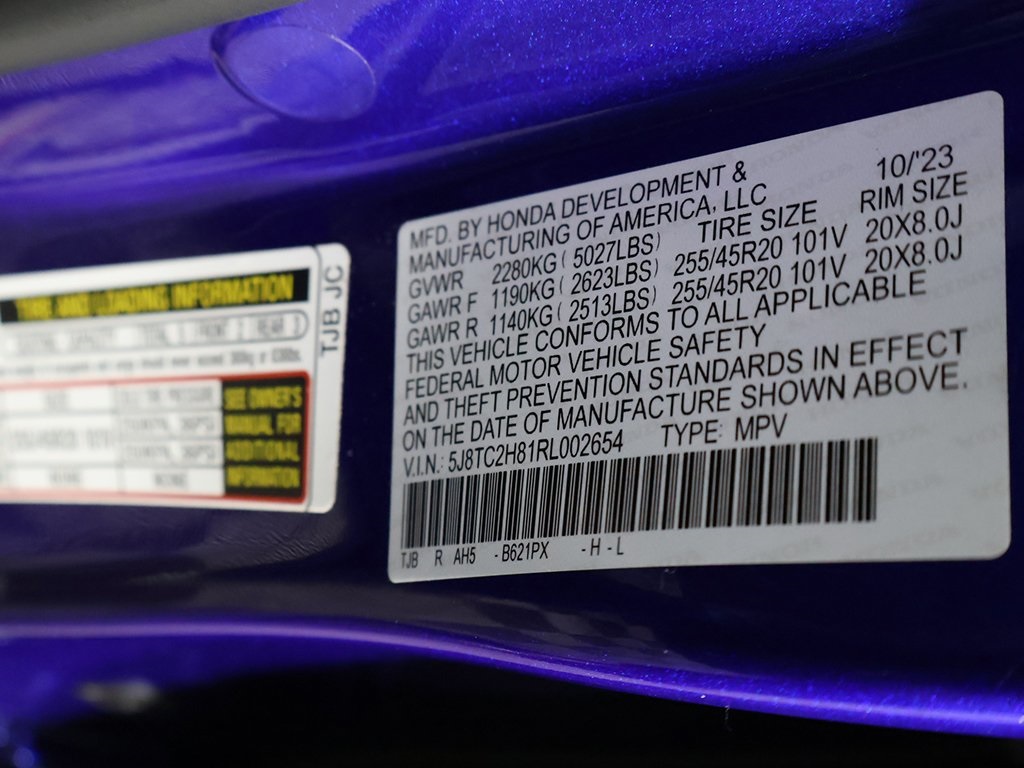 MFD. BY HONDA DEVELOPMENT & 10/'23
MANUFACTURING OF AMERICA, LLC
TIRE SIZE RIM SIZE
GVWR 2280KG ( 5027LBS)
GAWR F 1190KG ( 2623LBS) 255/45R20 101V 20X8.0J
GAWR R 1140KG ( 2513LBS) 255/45R20 101V 20X8.0J
THIS VEHICLE CONFORMS TO ALL APPLICABLE
FEDERAL MOTOR VEHICLE SAFETY
AND THEFT PREVENTION STANDARDS IN EFFECT
ON THE DATE OF MANUFACTURE SHOWN ABOVE.
V.I.N.: 5J8TC2H81RL002654 TYPE: MPV
TJB R AH5 - B621PX - H - L
TIRE AND LOADING INFORMATION
TJB JC
SEE OWNER'S
MANUAL FOR
ADDITIONAL
INFORMATION